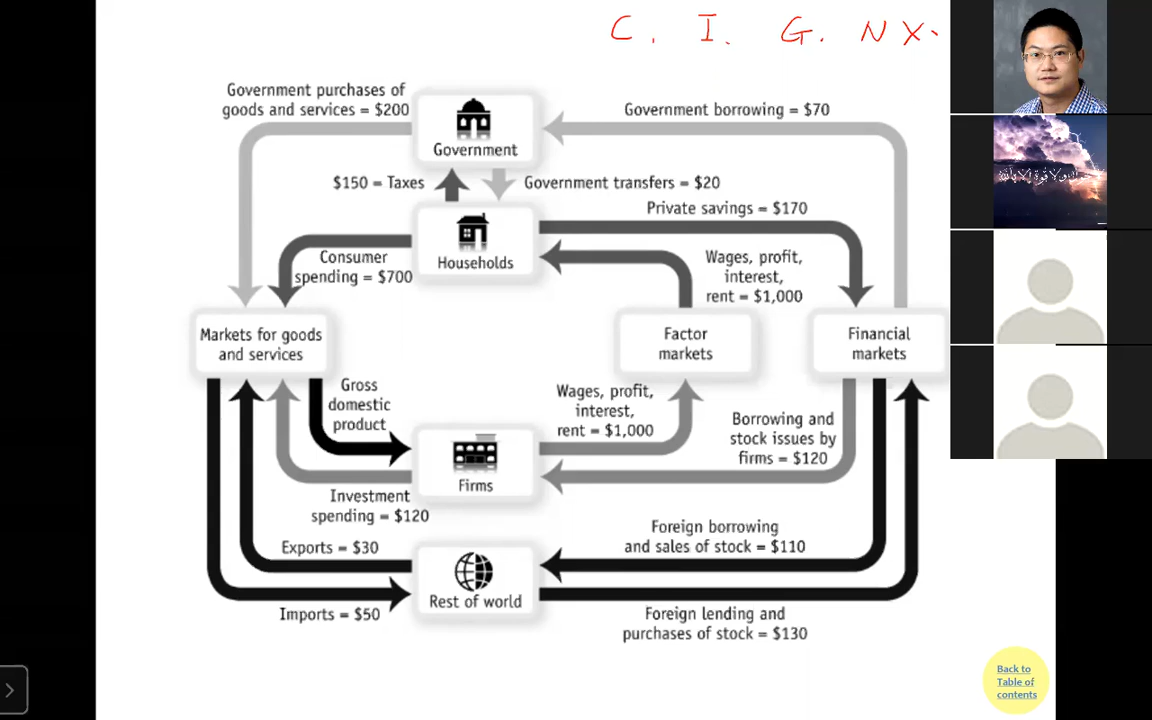 C. I. G. NX.
Government purchases of
goods and services = $200
Government
Government borrowing = $70
$150 = Taxes
Government transfers = $20
Private savings = $170
Households
Consumer
spending = $700
Wages, profit,
interest,
rent = $1,000
Markets for goods
and services
Factor
markets
Financial
markets
Gross
domestic
product
Wages, profit,
interest,
rent = $1,000
Borrowing and
stock issues by
firms = $120
Firms
Investment
spending = $120
Exports = $30
Foreign borrowing
and sales of stock = $110
Rest of world
Imports = $50
Foreign lending and
purchases of stock = $130
Back to
Table of
contents